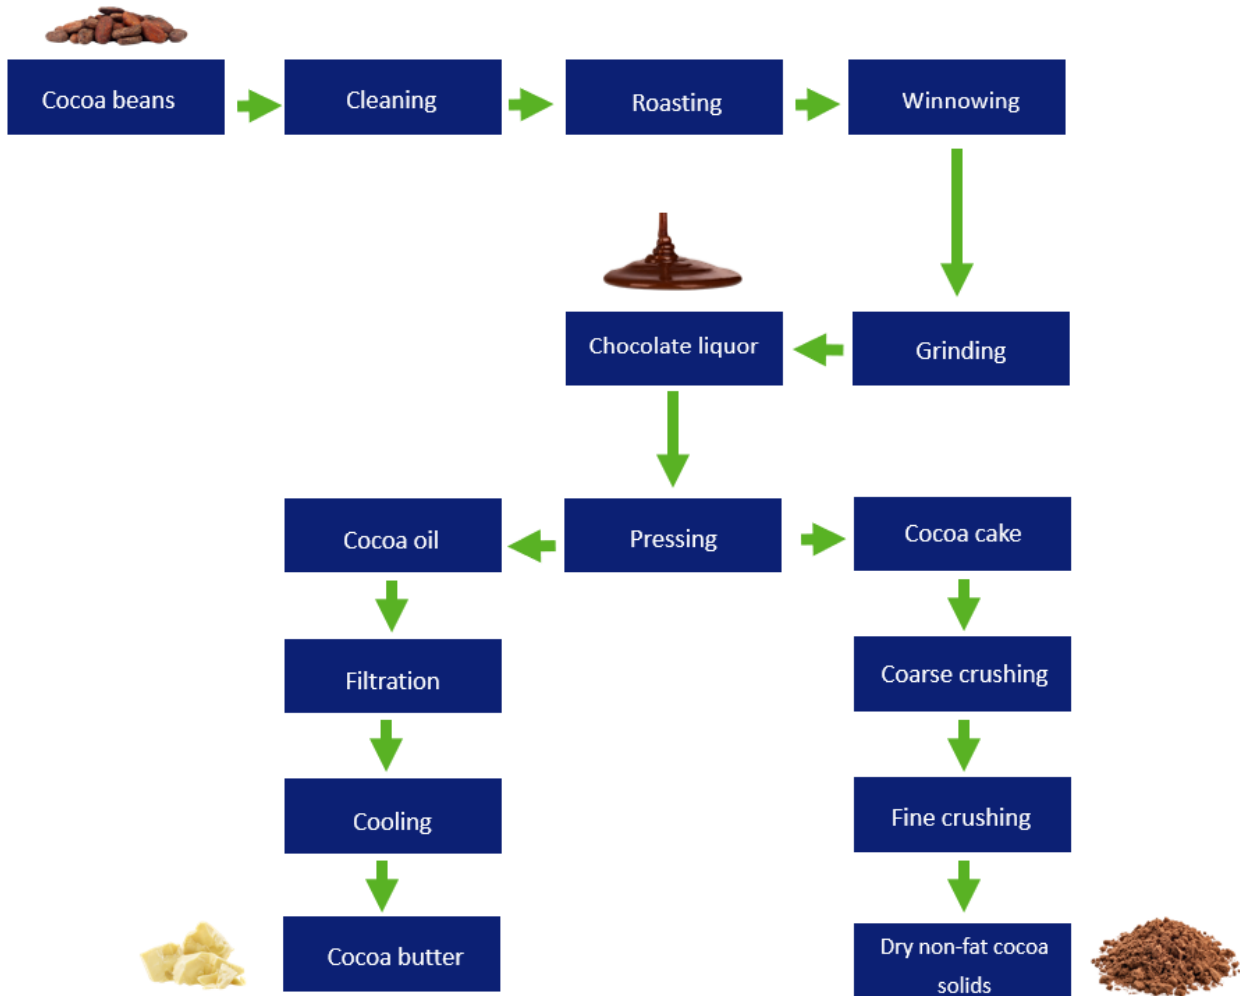 Cocoa beans
Cleaning
Roasting
Winnowing
Chocolate liquor
Grinding
Cocoa oil
Pressing
Cocoa cake
Filtration
Coarse crushing
Cooling
Fine crushing
Cocoa butter
Dry non-fat cocoa
solids